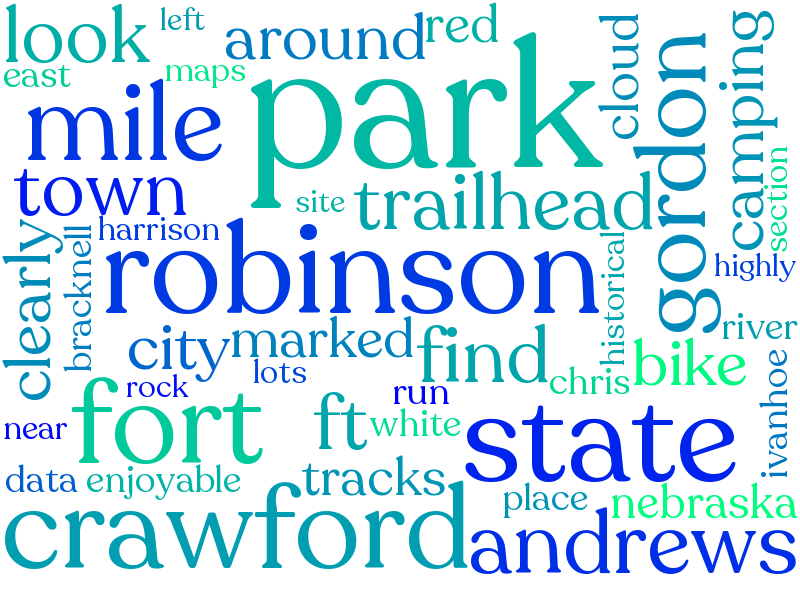 look
left
around
red
east
maps
park
cloud
gordon
camping
mile
town
site
trailhead
section
clearly
bracknell
harrison
robinson
historical
highly
river
city
marked
find
lots
chris
bike
ivanhoe
rock
run
near
fort
ft
white
state
data
enjoyable
tracks
place
nebraska
crawford
andrews